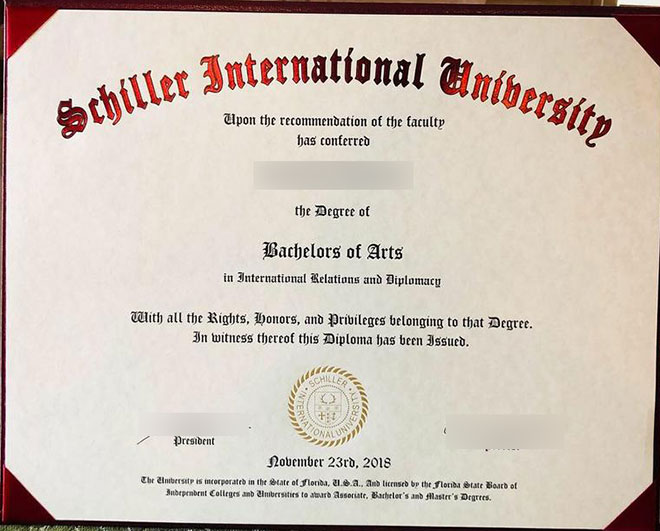 Schiller International University
Upon the recommendation of the faculty
has conferred
the Degree of
Bachelors of Arts
in International Relations and Diplomacy
With all the Rights, Honors, and Privileges belonging to that Degree.
In witness thereof this Diploma has been Issued.
• SCHILLER •
INTERNATIONAL UNIVERSITY
President
November 23rd, 2018
The University is incorporated in the State of Florida, U.S.A., And licensed by the Florida State Board of
Independent Colleges and Universities to award Associate, Bachelor's and Master's Degrees.